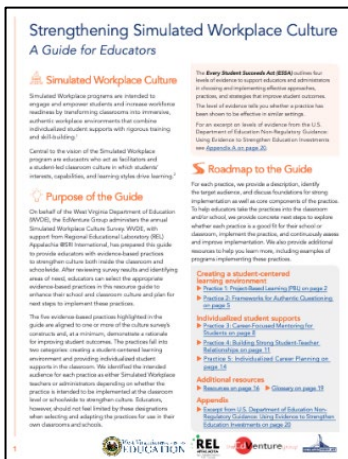 Strengthening Simulated Workplace Culture
A Guide for Educators
Simulated Workplace Culture
Simulated Workplace programs are intended to
engage and empower students and increase workforce
readiness by transforming classrooms into immersive,
authentic workplace environments that combine
individualized student supports with rigorous training
and skill-building.¹
Central to the vision of the Simulated Workplace
program are educators who act as facilitators and
a student-led classroom culture in which students'
interests, capabilities, and learning styles drive learning.²
Purpose of the Guide
On behalf of the West Virginia Department of Education
(WVDE), the EdVenture Group administers the annual
Simulated Workplace Culture Survey. WVDE, with
support from Regional Educational Laboratory (REL)
Appalachia @SRI International, has prepared this guide
to provide educators with evidence-based practices
to strengthen culture both inside the classroom and
schoolwide. After reviewing survey results and identifying
areas of need, educators can select the appropriate
evidence-based practices in this resource guide to
enhance their school and classroom culture and plan for
next steps to implement these practices.
The five evidence-based practices highlighted in the
guide are aligned to one or more of the culture survey's
constructs and, at a minimum, demonstrate a rationale
for improving student outcomes. The practices fall into
two categories: creating a student-centered learning
environment and providing individualized student
supports in the classroom. We identified the intended
audience for each practice as either Simulated Workplace
teachers or administrators depending on whether the
practice is intended to be implemented at the classroom
level or schoolwide to strengthen culture. Educators,
however, should not feel limited by these designations
when selecting and adapting the practices for use in their
own classrooms and schools.
The Every Student Succeeds Act (ESSA) outlines four
levels of evidence to support educators and administrators
in choosing and implementing effective approaches,
practices, and strategies that improve student outcomes.
The level of evidence tells you whether a practice has
been shown to be effective in similar settings.
For an excerpt on levels of evidence from the U.S.
Department of Education Non-Regulatory Guidance:
Using Evidence to Strengthen Education Investments
see Appendix A on page 20.
Roadmap to the Guide
For each practice, we provide a description, identify
the target audience, and discuss foundations for strong
implementation as well as core components of the practice.
To help educators take the practices into the classroom
and/or school, we provide concrete next steps to explore
whether each practice is a good fit for their school or
classroom, implement the practice, and continuously assess
and improve implementation. We also provide additional
resources to help you learn more, including examples of
programs implementing these practices.
Creating a student-centered
learning environment
Practice 1: Project-Based Learning (PBL) on page 2
Practice 2: Frameworks for Authentic Questioning
on page 5
Individualized student supports
Practice 3: Career-Focused Mentoring for
Students on page 8
Practice 4: Building Strong Student-Teacher
Relationships on page 11
Practice 5: Individualized Career Planning on
page 14
Additional resources
Resources on page 16
Glossary on page 19
Appendix
Excerpt from U.S. Department of Education Non-
Regulatory Guidance: Using Evidence to Strengthen
Education Investments on page 20
1
EDUCATION
REL
APPALACHIA
edVenture group